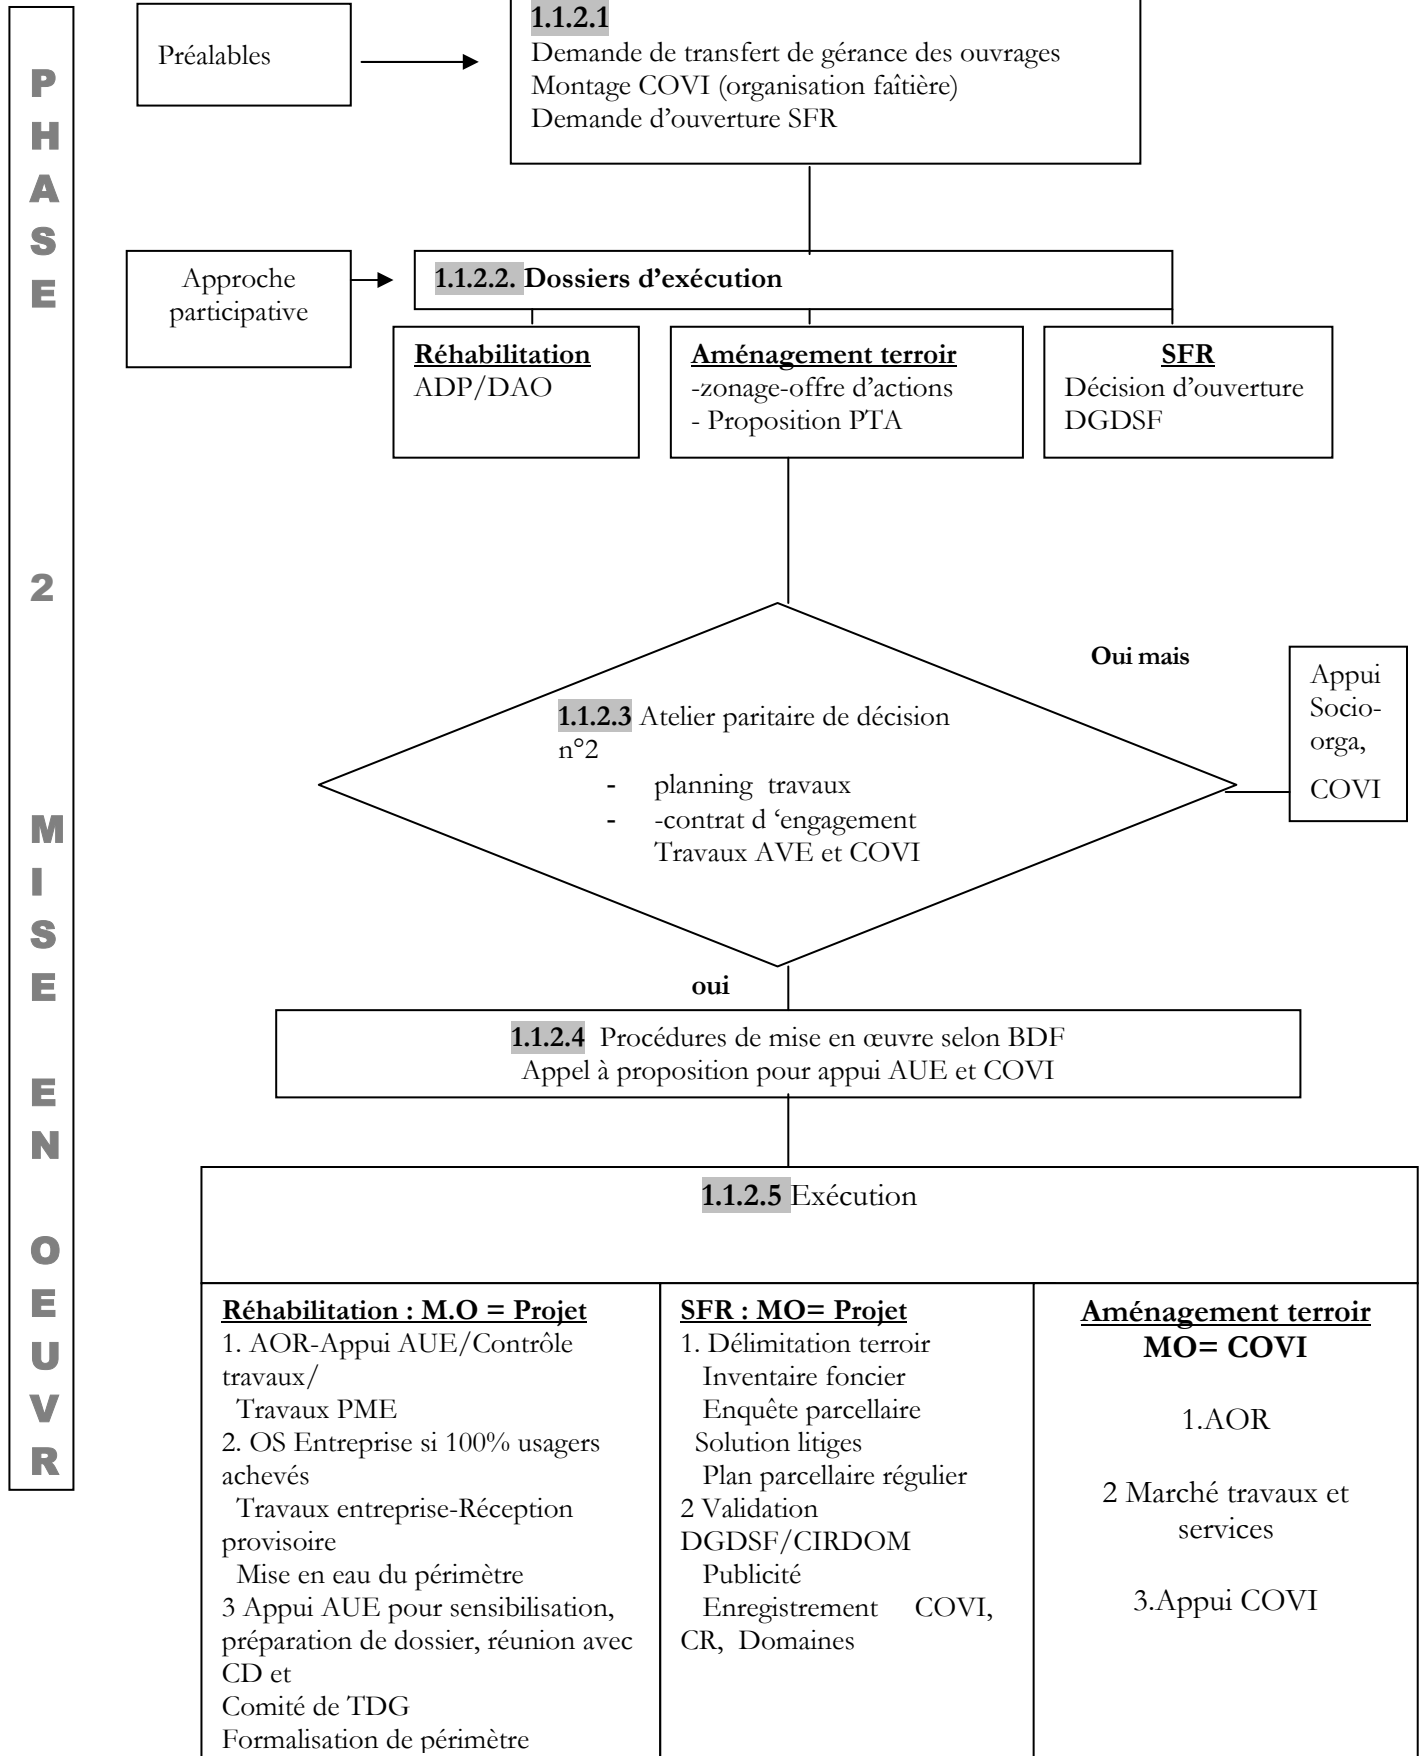 P
H
A
S
E
2
M
I
S
E
E
N
O
E
U
V
R
Préalables
1.1.2.1
Demande de transfert de gérance des ouvrages
Montage COVI (organisation faîtière)
Demande d’ouverture SFR
Approche
participative
1.1.2.2. Dossiers d’exécution
Réhabilitation
ADP/DAO
Aménagement terroir
-zonage-offre d’actions
- Proposition PTA
SFR
Décision d’ouverture
DGDSF
Oui mais
Appui
Socio-
orga,
COVI
1.1.2.3 Atelier paritaire de décision
n°2
- planning travaux
- -contrat d ‘engagement
Travaux AVE et COVI
oui
1.1.2.4 Procédures de mise en œuvre selon BDF
Appel à proposition pour appui AUE et COVI
1.1.2.5 Exécution
Réhabilitation : M.O = Projet
1. AOR-Appui AUE/Contrôle
travaux/
Travaux PME
2. OS Entreprise si 100% usagers
achevés
Travaux entreprise-Réception
provisoire
Mise en eau du périmètre
3 Appui AUE pour sensibilisation,
préparation de dossier, réunion avec
CD et
Comité de TDG
Formalisation de périmètre
SFR : MO= Projet
1. Délimitation terroir
Inventaire foncier
Enquête parcellaire
Solution litiges
Plan parcellaire régulier
2 Validation
DGDSF/CIRDOM
Publicité
Enregistrement COVI,
CR, Domaines
Aménagement terroir
MO= COVI
1.AOR
2 Marché travaux et
services
3.Appui COVI